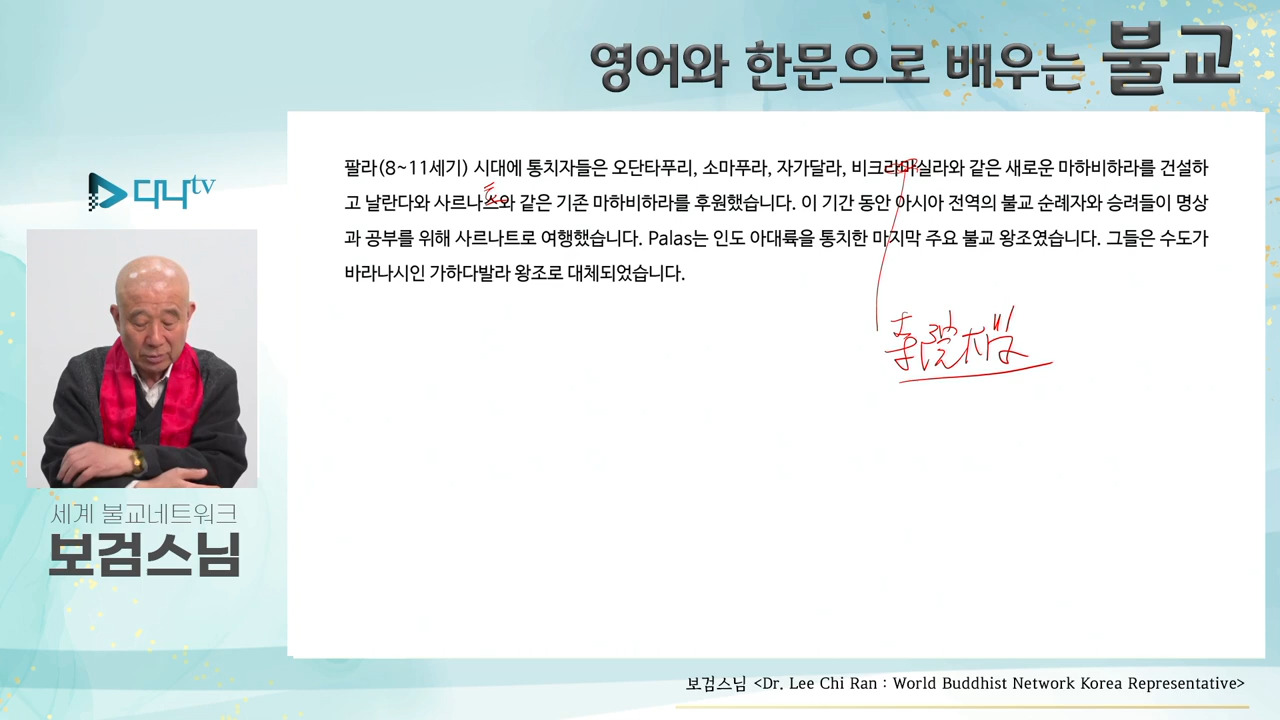 영어와 한문으로 배우는 불교
디나tv
팔라(8~11세기) 시대에 통치자들은 오단타푸리, 소마푸라, 자가달라, 비크라마실라와 같은 새로운 마하비하라를 건설하
고 날란다와 사르나스와 같은 기존 마하비하라를 후원했습니다. 이 기간 동안 아시아 전역의 불교 순례자와 승려들이 명상
과 공부를 위해 사르나트로 여행했습니다. Palas는 인도 아대륙을 통치한 마지막 주요 불교 왕조였습니다. 그들은 수도가
바라나시인 가하다발라 왕조로 대체되었습니다.
세계 불교네트워크
보검스님
보검스님 <Dr. Lee Chi Ran : World Buddhist Network Korea Representative>